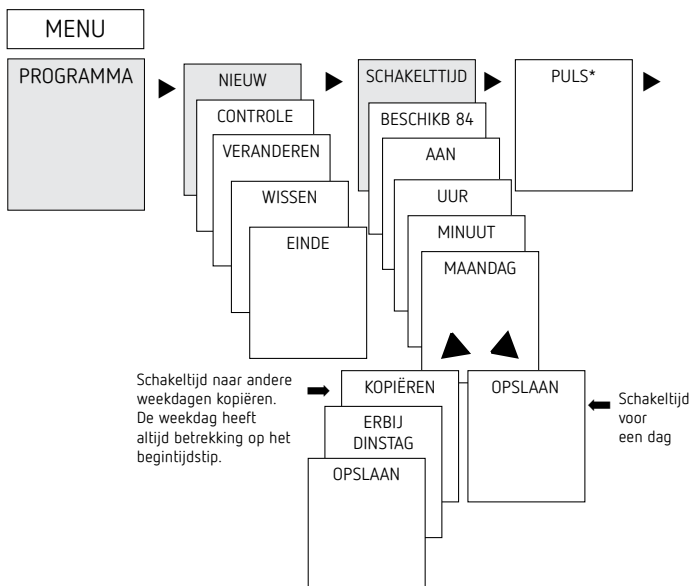 MENU
PROGRAMMA
NIEUW
CONTROLE
VERANDEREN
WISSEN
EINDE
SCHAKELTTIJD
BESCHIKB 84
AAN
UUR
MINUUT
MAANDAG
PULS*
Schakeltijd naar andere
weekdagen kopiëren.
De weekdag heeft
altijd betrekking op het
begintijdstip.
KOPIËREN
ERBIJ
DINSTAG
OPSLAAN
OPSLAAN
Schakeltijd
voor
een dag